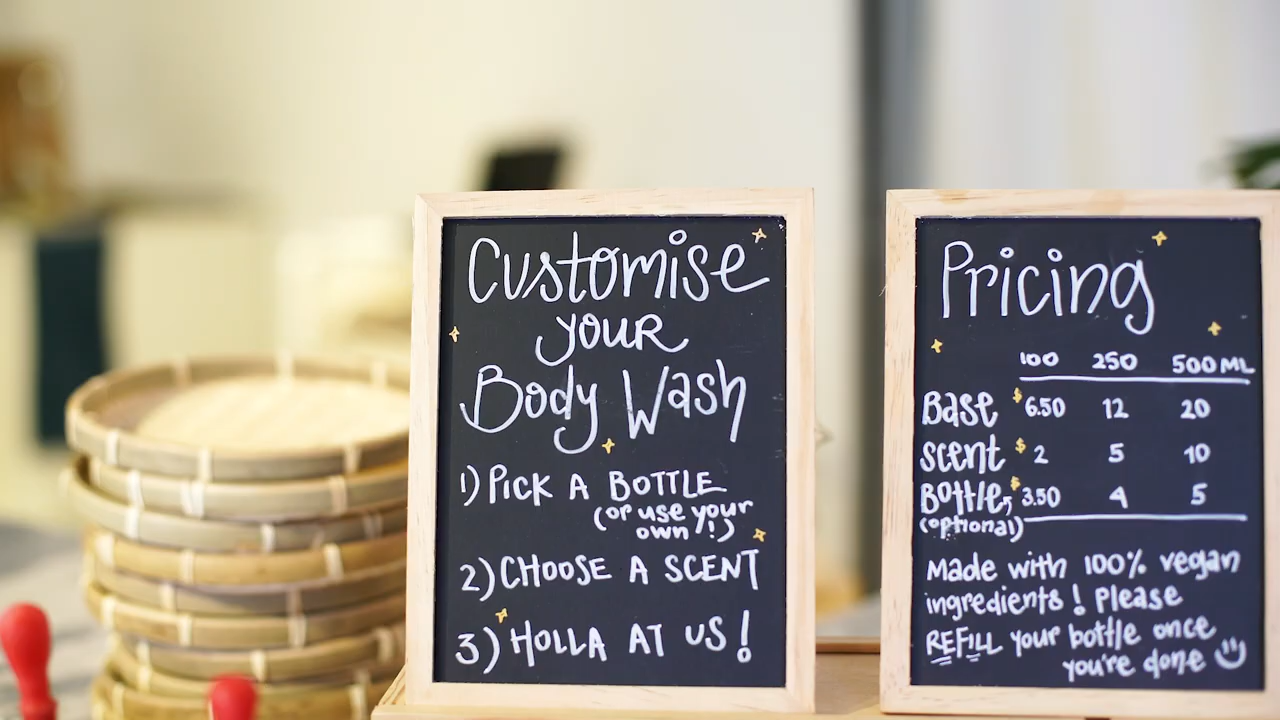 Customise
your
Body Wash
1) Pick A BOTTLE
(or use your
own!)
2) CHOOSE A SCENT
3) HOLLA AT US!
Pricing
100 250 500 ML
Base $6.50 12 20
scent $2 5 10
Bottle $3.50 4 5
(optional)
Made with 100% vegan
ingredients! Please
REFILL your bottle once
you're done